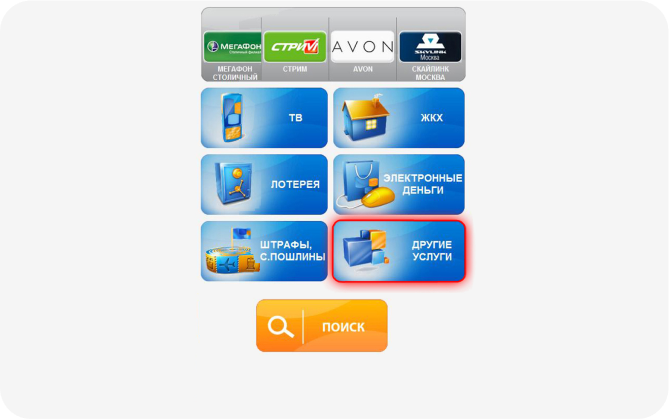 МЕГАФОН
Столичный филиал
СТРИМ
AVON
SKYLINK
Москва
МЕГАФОН
СТОЛИЧНЫЙ
СТРИМ
AVON
СКАЙЛИНК
МОСКВА
ТВ
ЖКХ
ЛОТЕРЕЯ
ЭЛЕКТРОННЫЕ
ДЕНЬГИ
ШТРАФЫ,
С.ПОШЛИНЫ
ДРУГИЕ
УСЛУГИ
ПОИСК